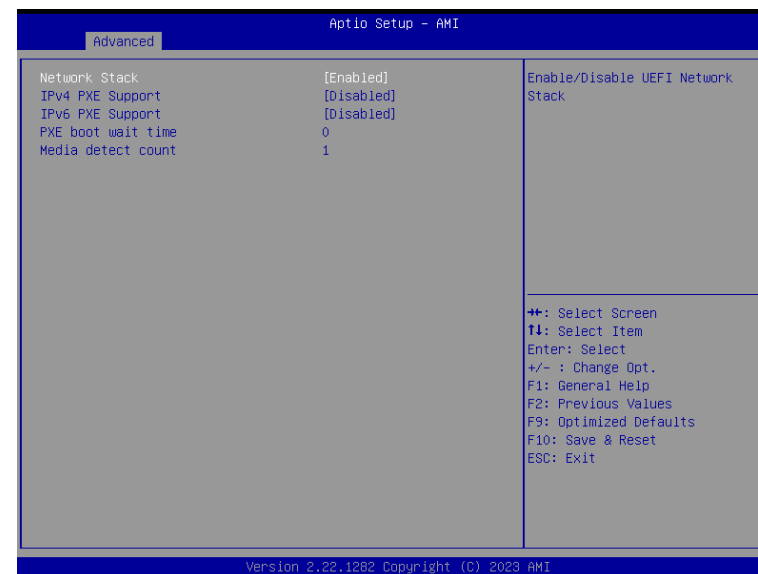 Aptio Setup – AMI
Advanced
Network Stack [Enabled]
IPv4 PXE Support [Disabled]
IPv6 PXE Support [Disabled]
PXE boot wait time 0
Media detect count 1
Enable/Disable UEFI Network
Stack
→←: Select Screen
↑↓: Select Item
Enter: Select
+/- : Change Opt.
F1: General Help
F2: Previous Values
F9: Optimized Defaults
F10: Save & Reset
ESC: Exit
Version 2.22.1282 Copyright (C) 2023 AMI